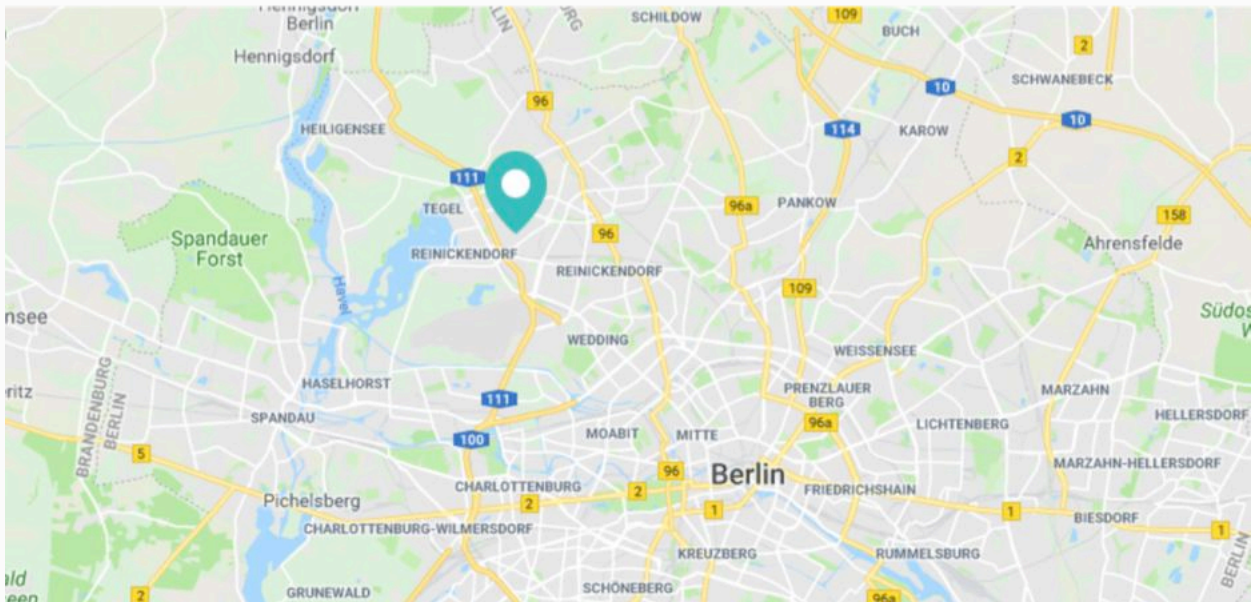 Hennigsdorf
Berlin
SCHILDOW
109
BUCH
2
Hennigsdorf
SCHWANEBECK
10
96
10
HEILIGENSEE
114
KAROW
2
111
TEGEL
96a
PANKOW
158
Spandauer
Forst
96
Ahrensfelde
REINICKENDORF
REINICKENDORF
Havel
109
nsee
Südos
WEDDING
WEISSENSEE
HASELHORST
PRENZLAUER
BERG
MARZAHN
eritz
111
BRANDENBURG
BERLIN
SPANDAU
HELLERSDORF
96a
LICHTENBERG
100
MOABIT
MITTE
5
96
MARZAHN-HELLERSDORF
Berlin
CHARLOTTENBURG
2
FRIEDRICHSHAIN
Pichelsberg
2
1
1
BIESDORF
CHARLOTTENBURG-WILMERSDORF
1
KREUZBERG
RUMMELSBURG
BERLIN
GRUNEWALD
SCHÖNEBERG
2
96a